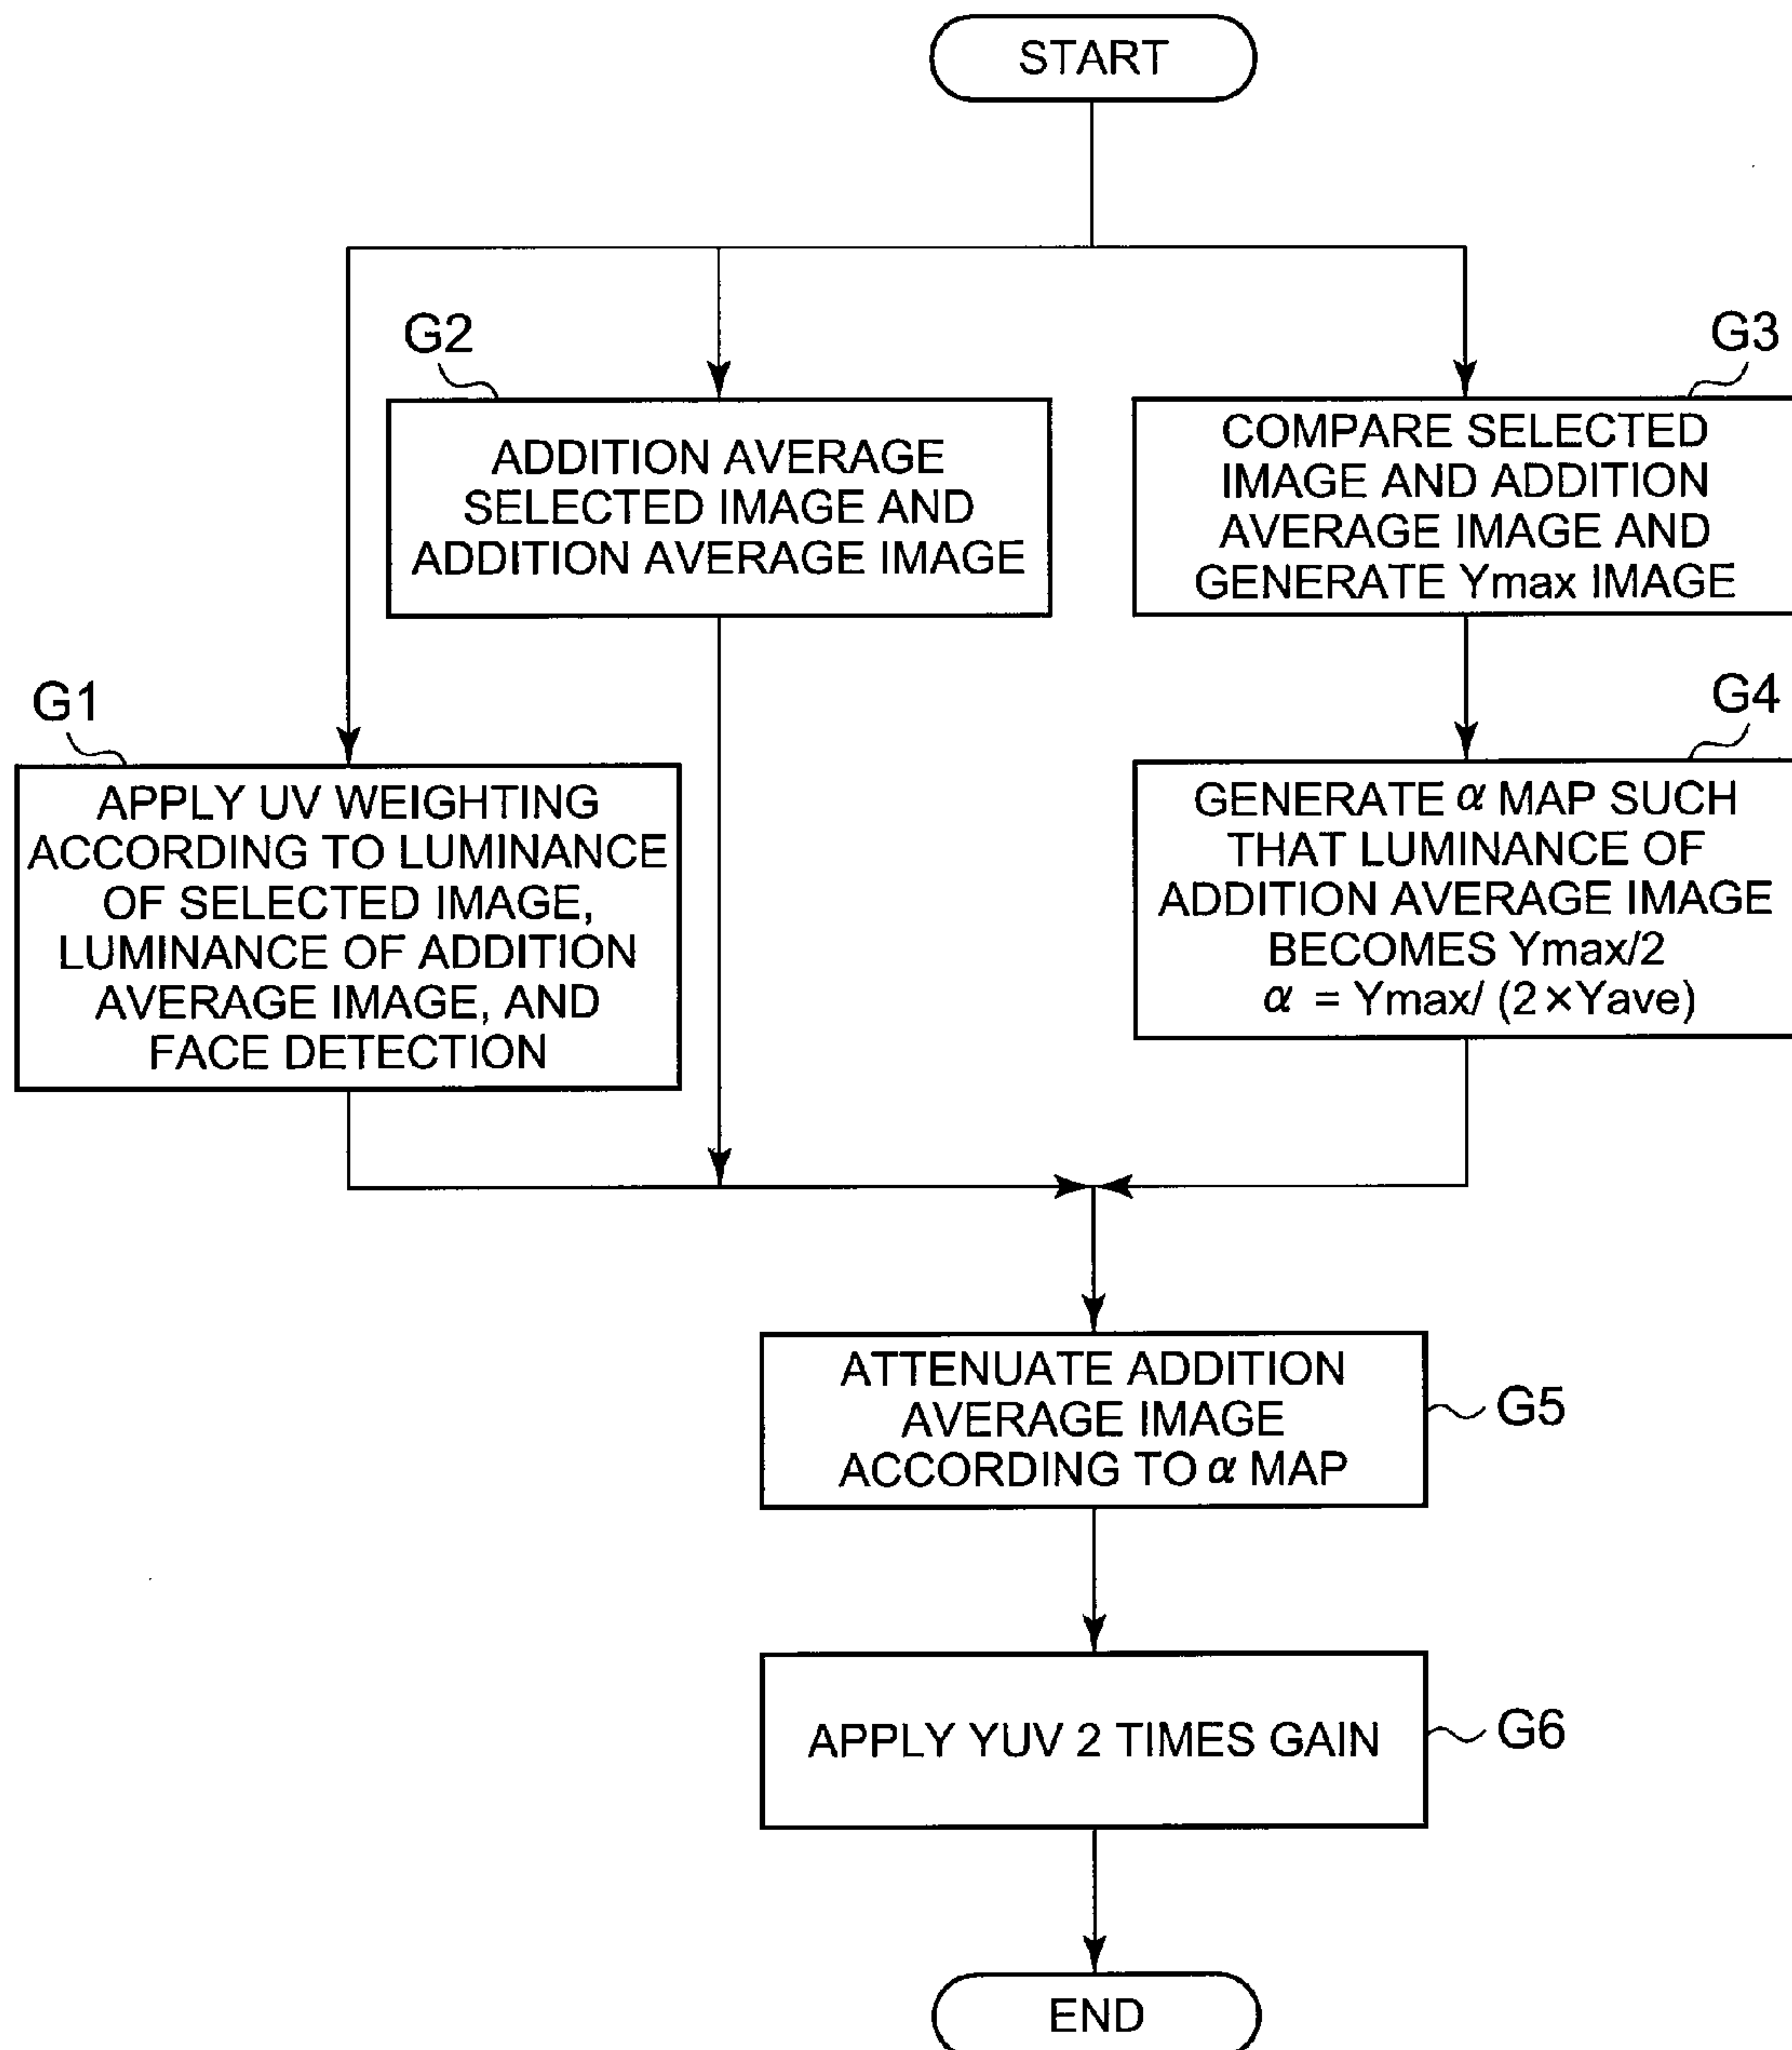 START
G2
ADDITION AVERAGE
SELECTED IMAGE AND
ADDITION AVERAGE IMAGE
G3
COMPARE SELECTED
IMAGE AND ADDITION
AVERAGE IMAGE AND
GENERATE Ymax IMAGE
G1
APPLY UV WEIGHTING
ACCORDING TO LUMINANCE
OF SELECTED IMAGE,
LUMINANCE OF ADDITION
AVERAGE IMAGE, AND
FACE DETECTION
G4
GENERATE α MAP SUCH
THAT LUMINANCE OF
ADDITION AVERAGE IMAGE
BECOMES Ymax/2
α = Ymax/ (2×Yave)
ATTENUATE ADDITION
AVERAGE IMAGE
ACCORDING TO α MAP
G5
APPLY YUV 2 TIMES GAIN
G6
END